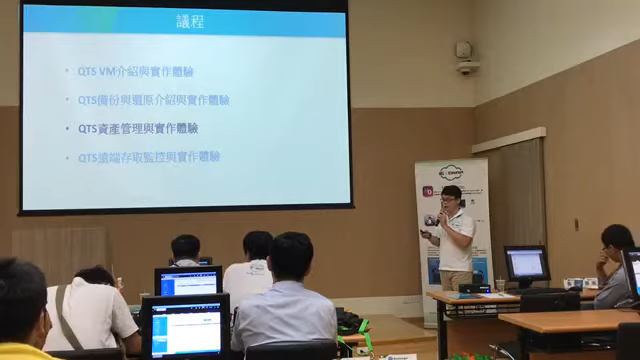 議程
• QTS VM介紹與實作體驗
• QTS備份與還原介紹與實作體驗
• QTS資產管理與實作體驗
• QTS遠端存取監控與實作體驗